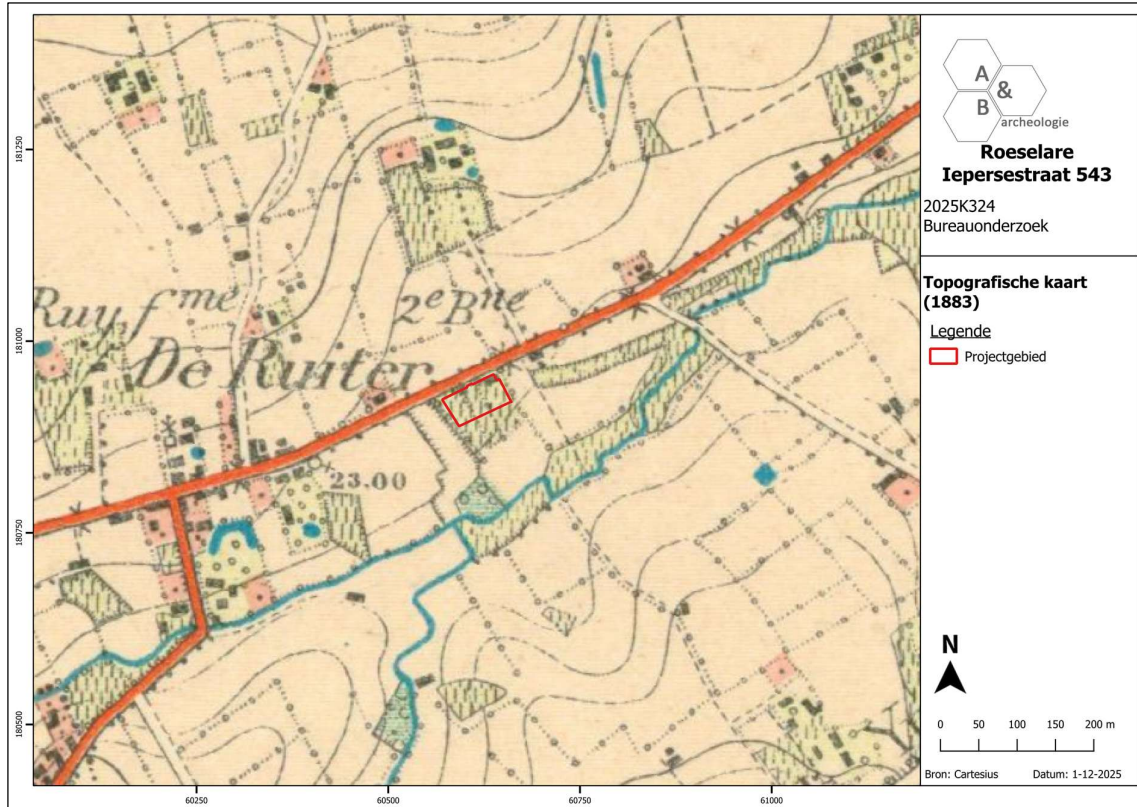 181250
181000
180750
180500
60250
60500
60750
61000
Ruy fme
2e Bne
De Ruiter
23.00
A
&
B
archeologie
Roeselare
Iepersestraat 543
2025K324
Bureauonderzoek
Topografische kaart
(1883)
Legende
Projectgebied
N
0 50 100 150 200 m
Bron: Cartesius Datum: 1-12-2025